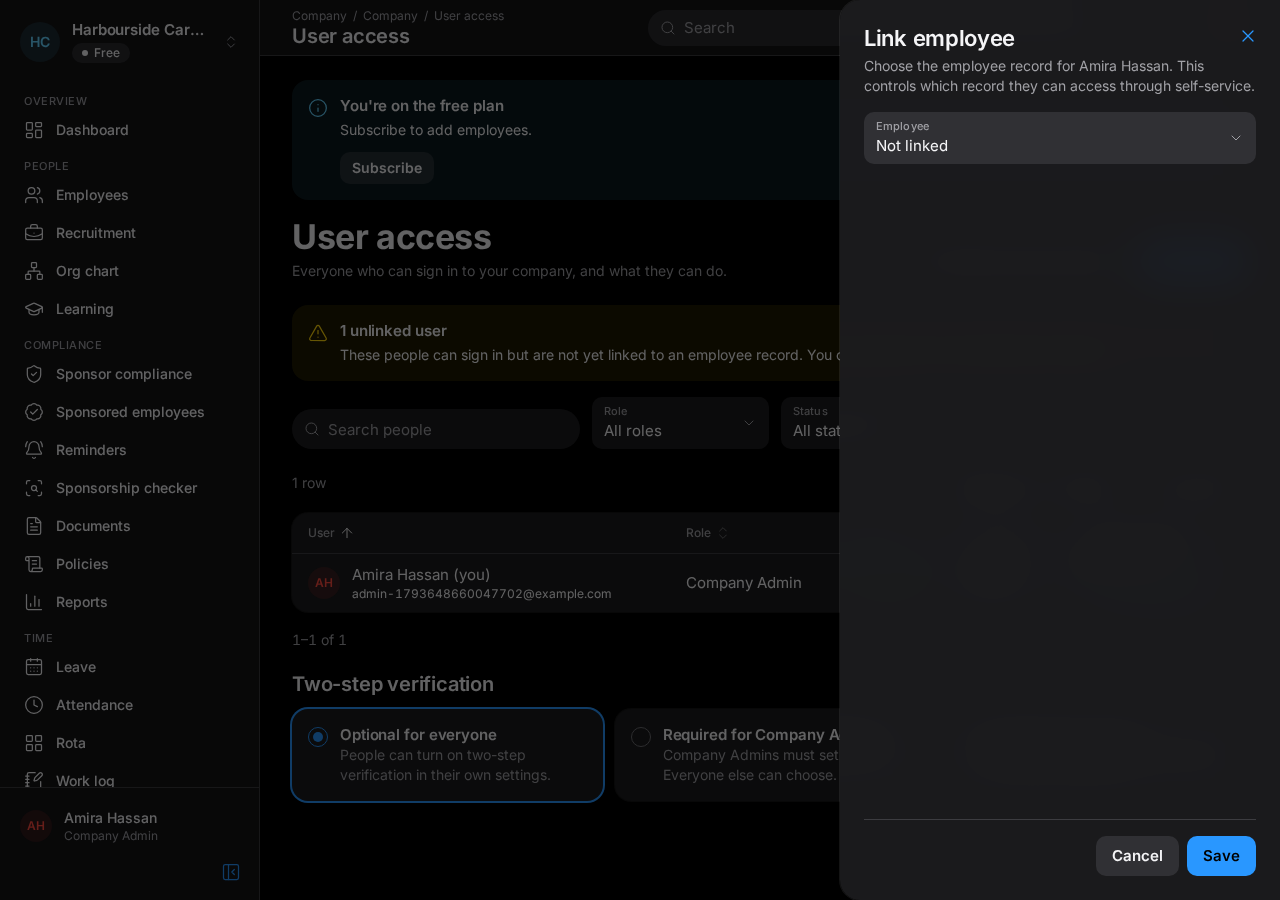 HC
Harbourside Car...
Free
OVERVIEW
Dashboard
PEOPLE
Employees
Recruitment
Org chart
Learning
COMPLIANCE
Sponsor compliance
Sponsored employees
Reminders
Sponsorship checker
Documents
Policies
Reports
TIME
Leave
Attendance
Rota
Work log
AH
Amira Hassan
Company Admin
Company / Company / User access
User access
Search
You're on the free plan
Subscribe to add employees.
Subscribe
User access
Everyone who can sign in to your company, and what they can do.
1 unlinked user
These people can sign in but are not yet linked to an employee record. You
Search people
Role
All roles
Status
All stat
1 row
User
Role
AH
Amira Hassan (you)
admin-1793648660047702@example.com
Company Admin
1–1 of 1
Two-step verification
Optional for everyone
People can turn on two-step
verification in their own settings.
Required for Company A
Company Admins must set
Everyone else can choose.
Link employee
Choose the employee record for Amira Hassan. This
controls which record they can access through self-service.
Employee
Not linked
Cancel
Save